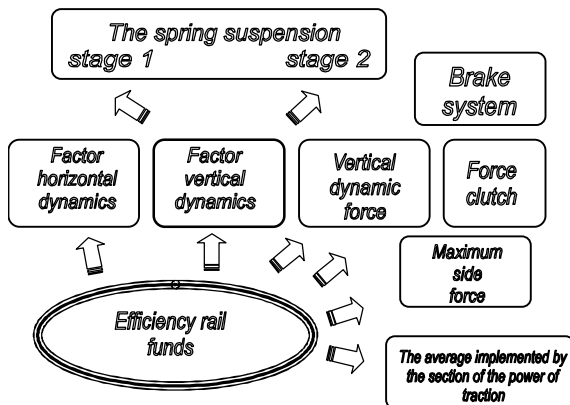 The spring suspension
stage 1 stage 2
Brake
system
Factor
horizontal
dynamics
Factor
vertical
dynamics
Vertical
dynamic
force
Force
clutch
Maximum
side
force
Efficiency rail
funds
The average implemented by
the section of the power of
traction